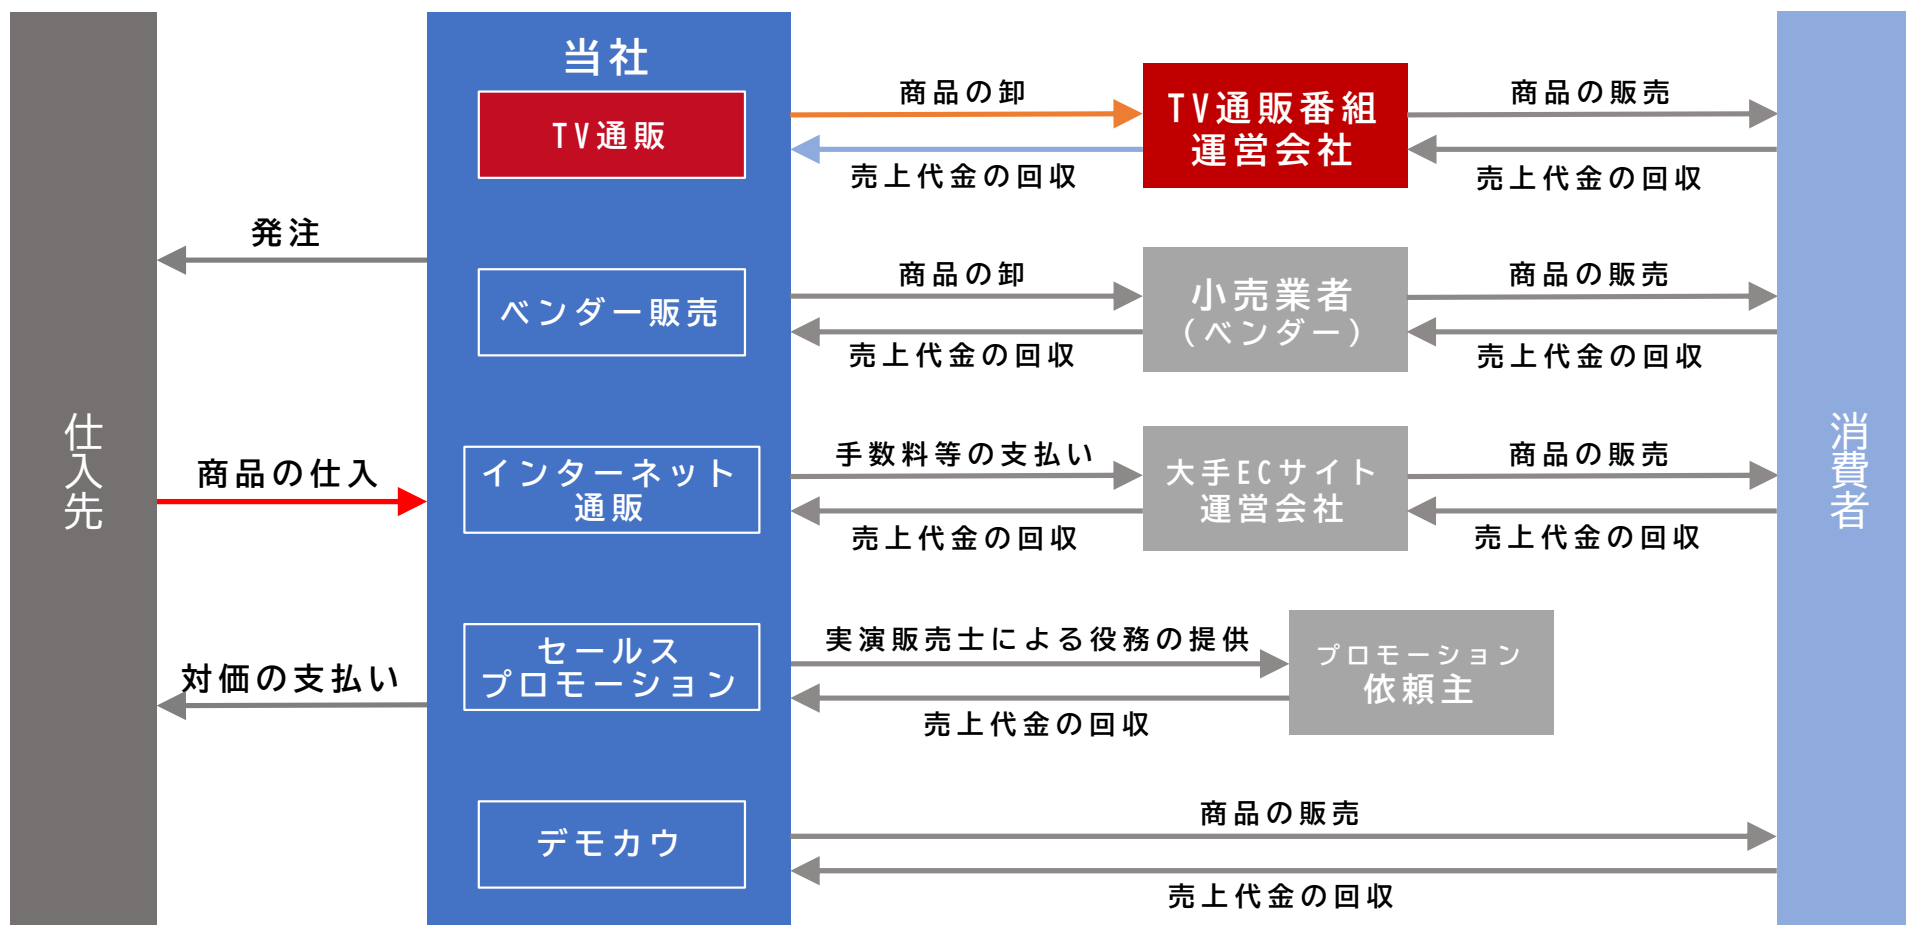 当社
TV通販
商品の卸
売上代金の回収
TV通販番組
運営会社
商品の販売
売上代金の回収
発注
ベンダー販売
商品の卸
売上代金の回収
小売業者
(ベンダー)
商品の販売
売上代金の回収
仕入先
商品の仕入
インターネット
通販
手数料等の支払い
売上代金の回収
大手ECサイト
運営会社
商品の販売
売上代金の回収
消費者
対価の支払い
セールス
プロモーション
実演販売士による役務の提供
売上代金の回収
プロモーション
依頼主
デモカウ
商品の販売
売上代金の回収